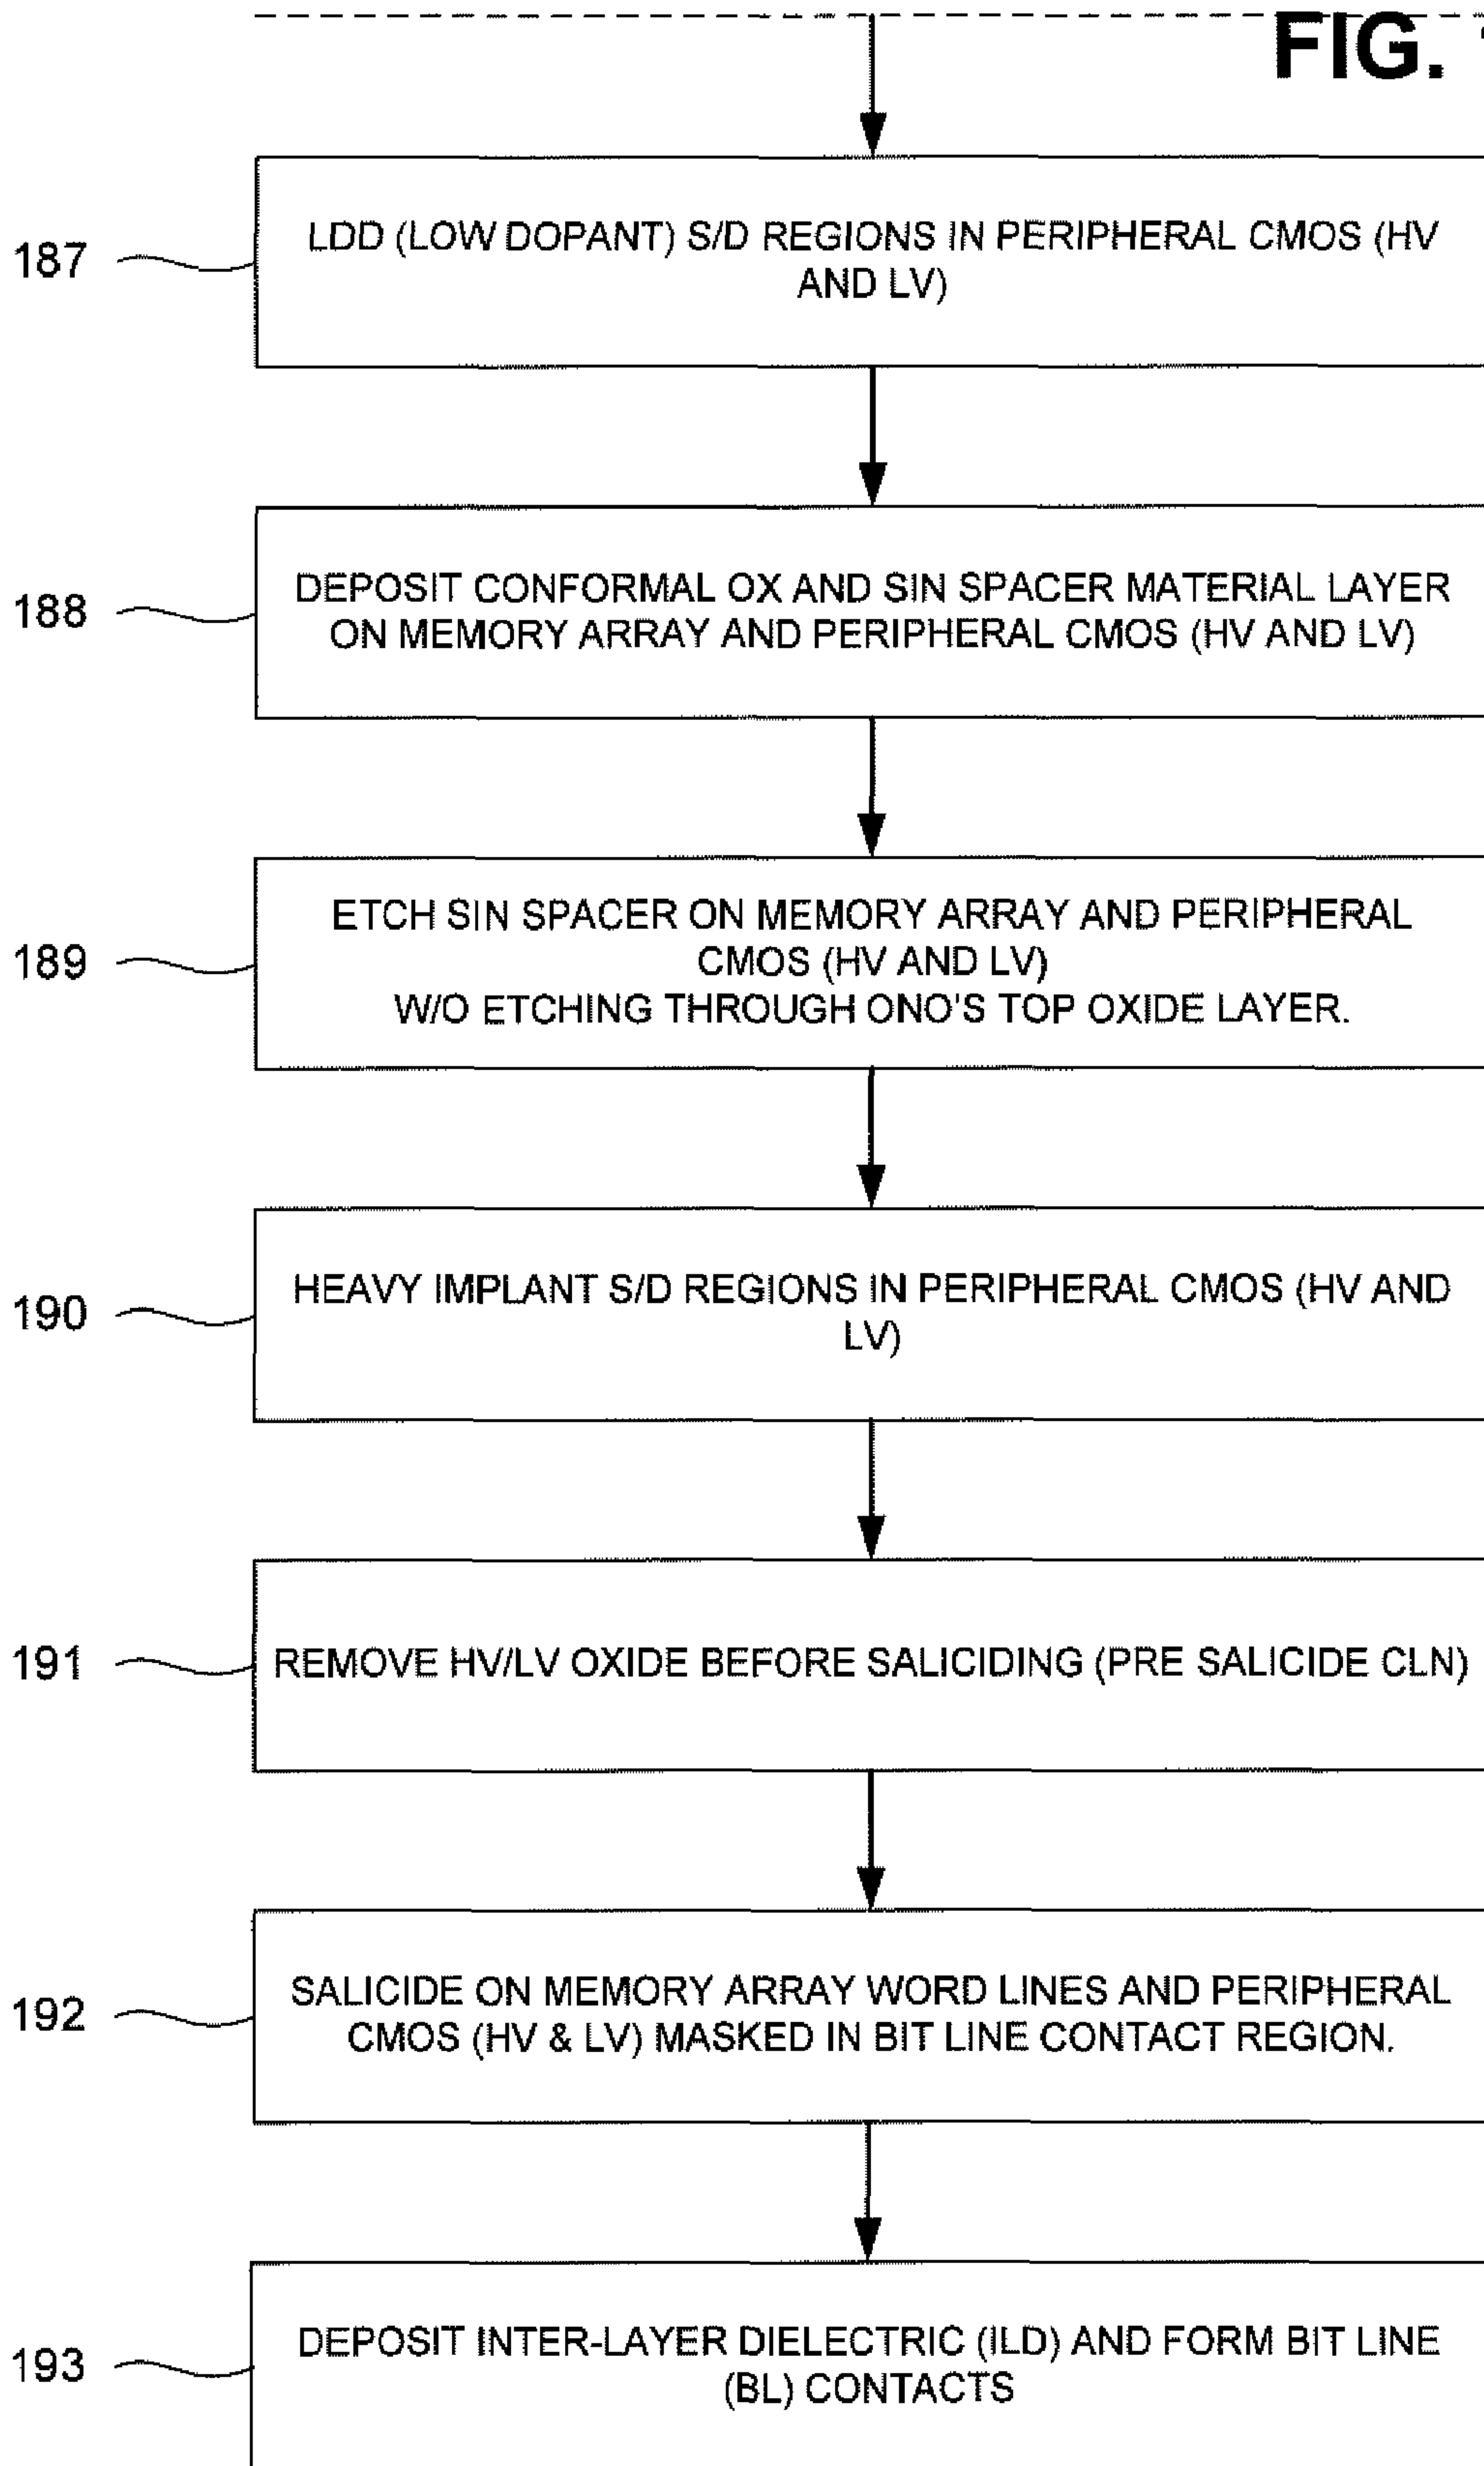 FIG.
187
LDD (LOW DOPANT) S/D REGIONS IN PERIPHERAL CMOS (HV
AND LV)
188
DEPOSIT CONFORMAL OX AND SIN SPACER MATERIAL LAYER
ON MEMORY ARRAY AND PERIPHERAL CMOS (HV AND LV)
189
ETCH SIN SPACER ON MEMORY ARRAY AND PERIPHERAL
CMOS (HV AND LV)
W/O ETCHING THROUGH ONO'S TOP OXIDE LAYER.
190
HEAVY IMPLANT S/D REGIONS IN PERIPHERAL CMOS (HV AND
LV)
191
REMOVE HV/LV OXIDE BEFORE SALICIDING (PRE SALICIDE CLN)
192
SALICIDE ON MEMORY ARRAY WORD LINES AND PERIPHERAL
CMOS (HV & LV) MASKED IN BIT LINE CONTACT REGION.
193
DEPOSIT INTER-LAYER DIELECTRIC (ILD) AND FORM BIT LINE
(BL) CONTACTS